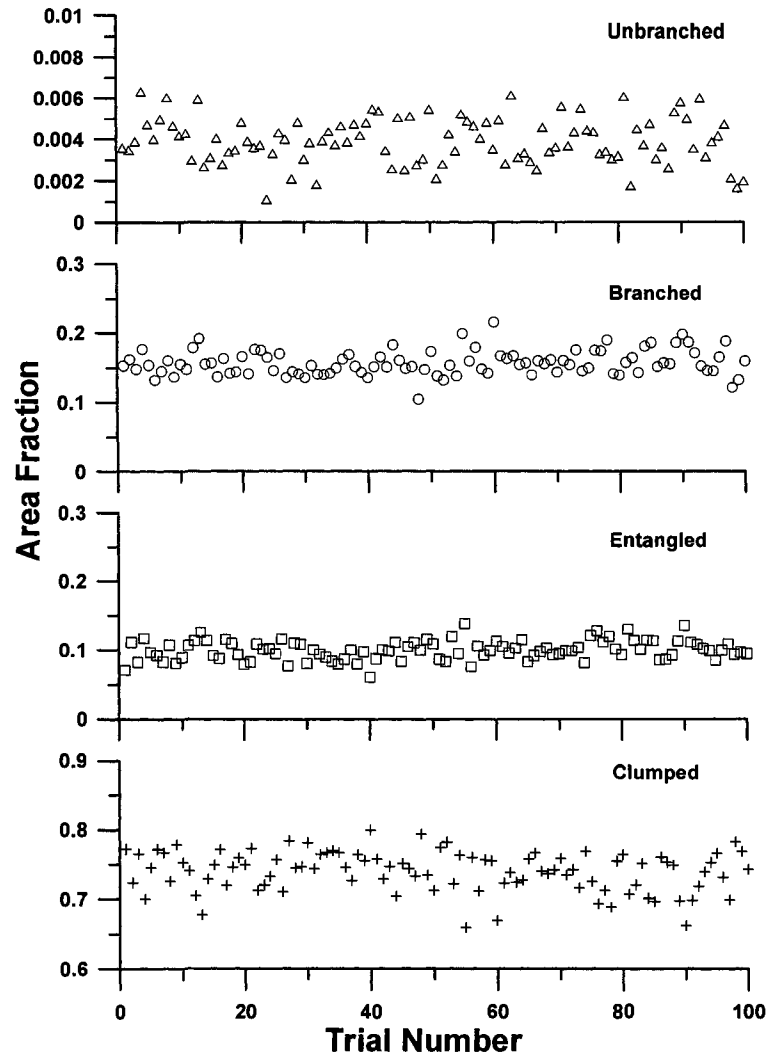 0.01
Unbranched
0.008
0.006
0.004
0.002
0
0.3
Branched
0.2
0.1
0
Area Fraction
0.3
Entangled
0.2
0.1
0
0.9
Clumped
0.8
0.7
0.6
0 20 40 60 80 100
Trial Number